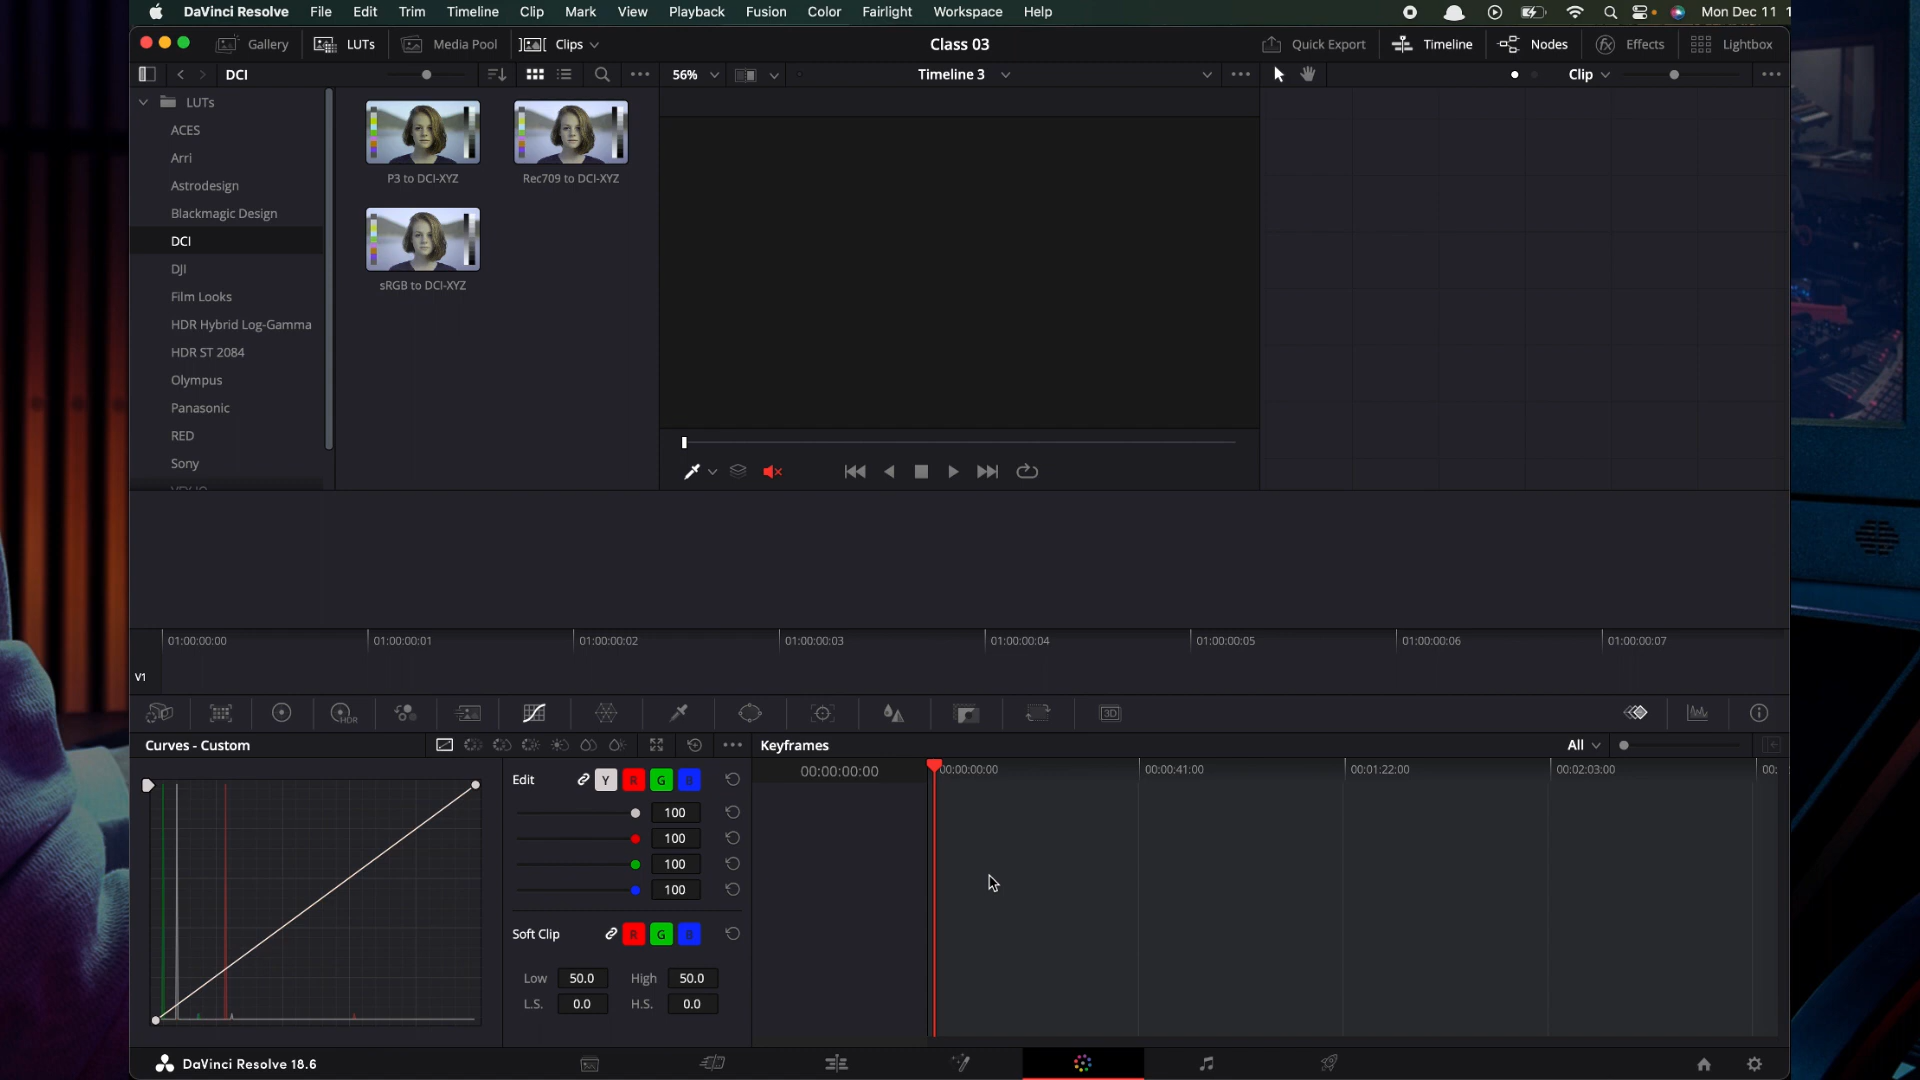 DaVinci Resolve File Edit Trim Timeline Clip Mark View Playback Fusion Color Fairlight Workspace Help Mon Dec 11
Gallery LUTs Media Pool Clips Class 03 Quick Export Timeline Nodes Effects Lightbox
DCI 56% Timeline 3 Clip
LUTs
ACES
Arri
Astrodesign
Blackmagic Design
DCI
DJI
Film Looks
HDR Hybrid Log-Gamma
HDR ST 2084
Olympus
Panasonic
RED
Sony
P3 to DCI-XYZ Rec709 to DCI-XYZ
sRGB to DCI-XYZ
01:00:00:00 01:00:00:01 01:00:00:02 01:00:00:03 01:00:00:04 01:00:00:05 01:00:00:06 01:00:00:07
V1
HDR 3D
Curves - Custom Keyframes All
Edit Y R G B
100
100
100
100
Soft Clip R G B
Low 50.0 High 50.0
L.S. 0.0 H.S. 0.0
00:00:00:00 00:00:00:00 00:00:41:00 00:01:22:00 00:02:03:00 00:
DaVinci Resolve 18.6